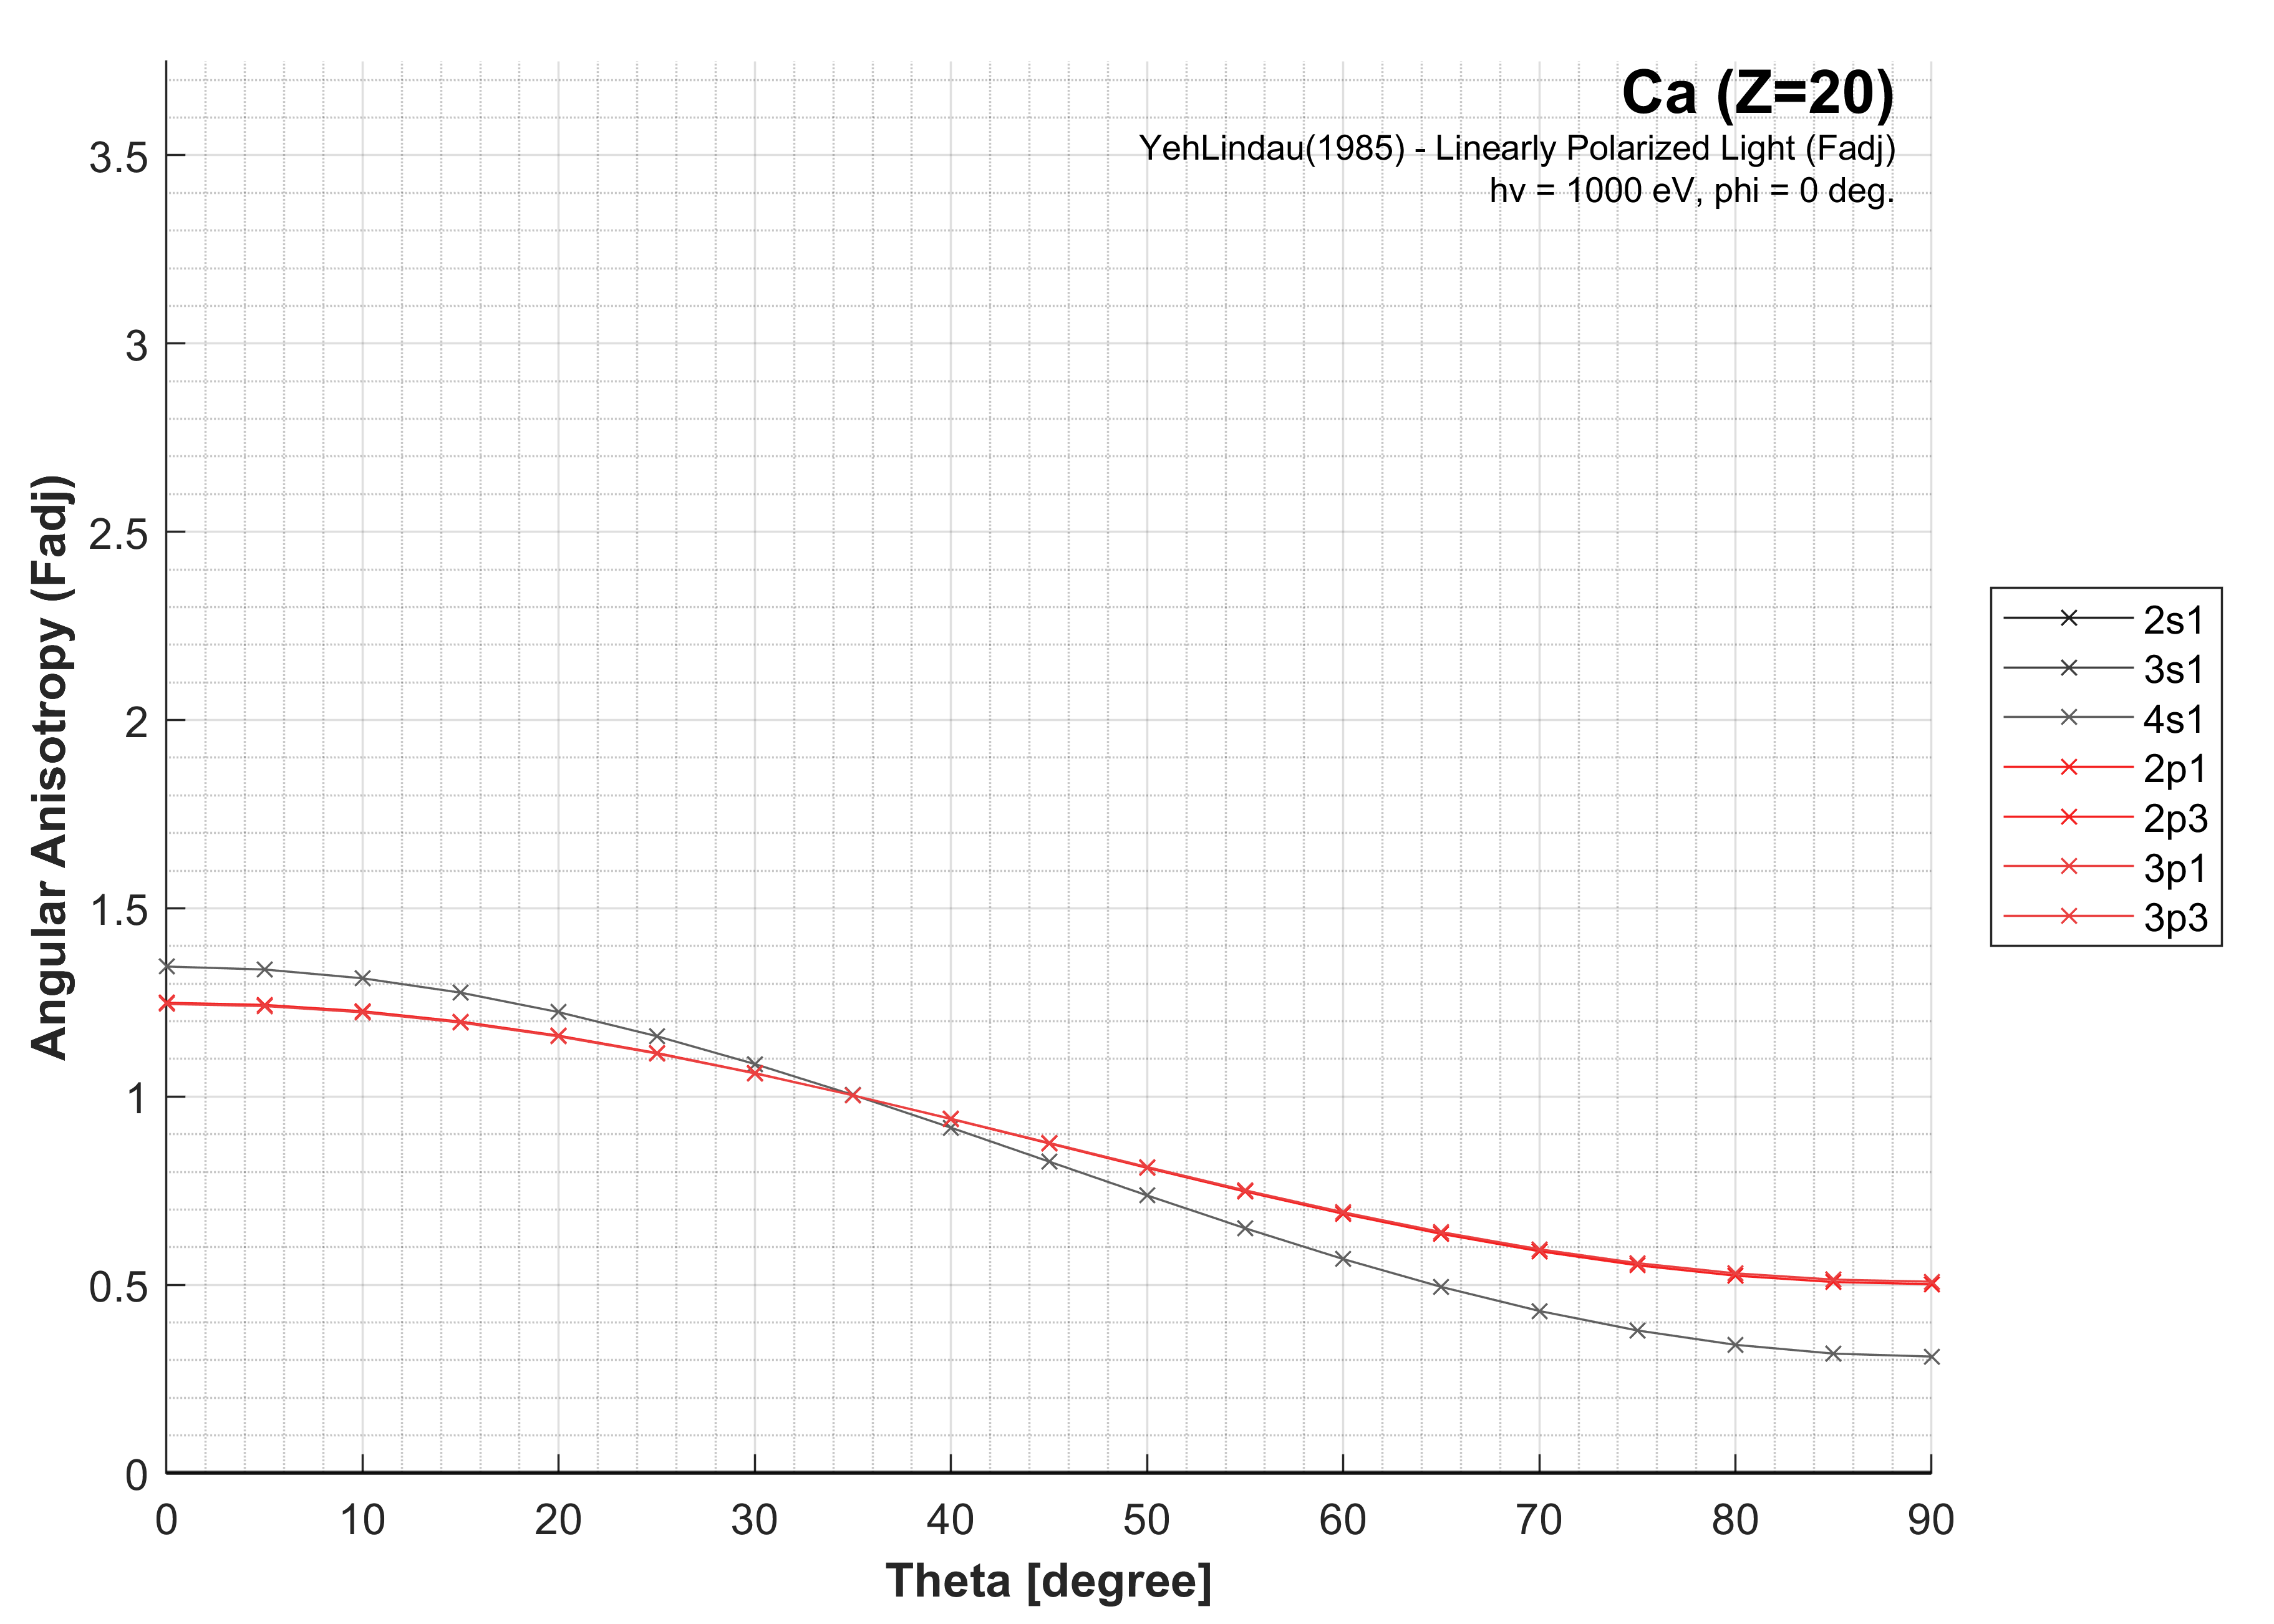 Ca (Z=20)
YehLindau(1985) - Linearly Polarized Light (Fadj)
hv = 1000 eV, phi = 0 deg.
Angular Anisotropy (Fadj)
3.5
3
2.5
2
1.5
1
0.5
0
0 10 20 30 40 50 60 70 80 90
Theta [degree]
2s1
3s1
4s1
2p1
2p3
3p1
3p3